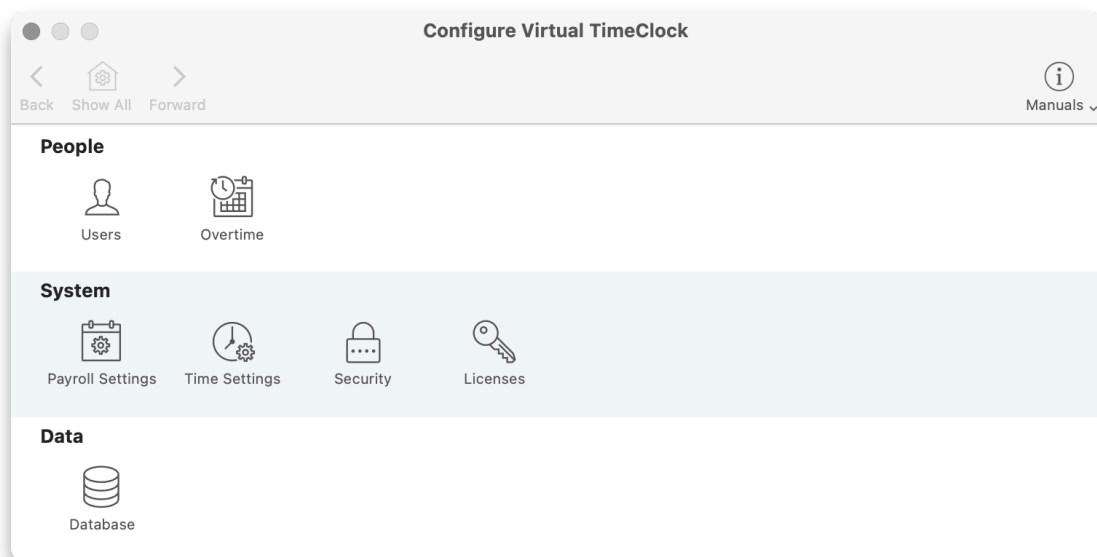 Configure Virtual TimeClock
Back Show All Forward
Manuals
People
Users Overtime
System
Payroll Settings Time Settings Security Licenses
Data
Database